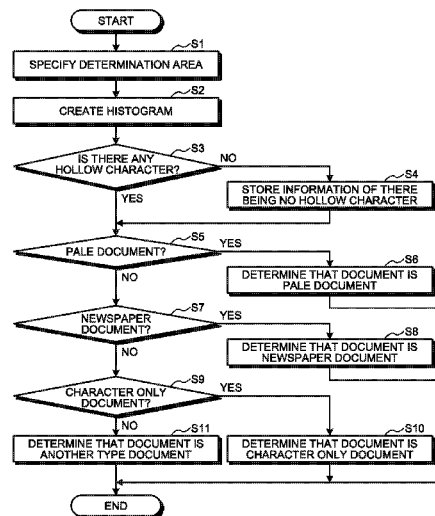 START
S1
SPECIFY DETERMINATION AREA
S2
CREATE HISTOGRAM
S3
IS THERE ANY
HOLLOW CHARACTER?
NO
YES
S4
STORE INFORMATION OF THERE
BEING NO HOLLOW CHARACTER
S5
PALE DOCUMENT?
YES
NO
S6
DETERMINE THAT DOCUMENT IS
PALE DOCUMENT
S7
NEWSPAPER
DOCUMENT?
YES
NO
S8
DETERMINE THAT DOCUMENT IS
NEWSPAPER DOCUMENT
S9
CHARACTER ONLY
DOCUMENT?
YES
NO
S11
DETERMINE THAT DOCUMENT IS
ANOTHER TYPE DOCUMENT
S10
DETERMINE THAT DOCUMENT IS
CHARACTER ONLY DOCUMENT
END